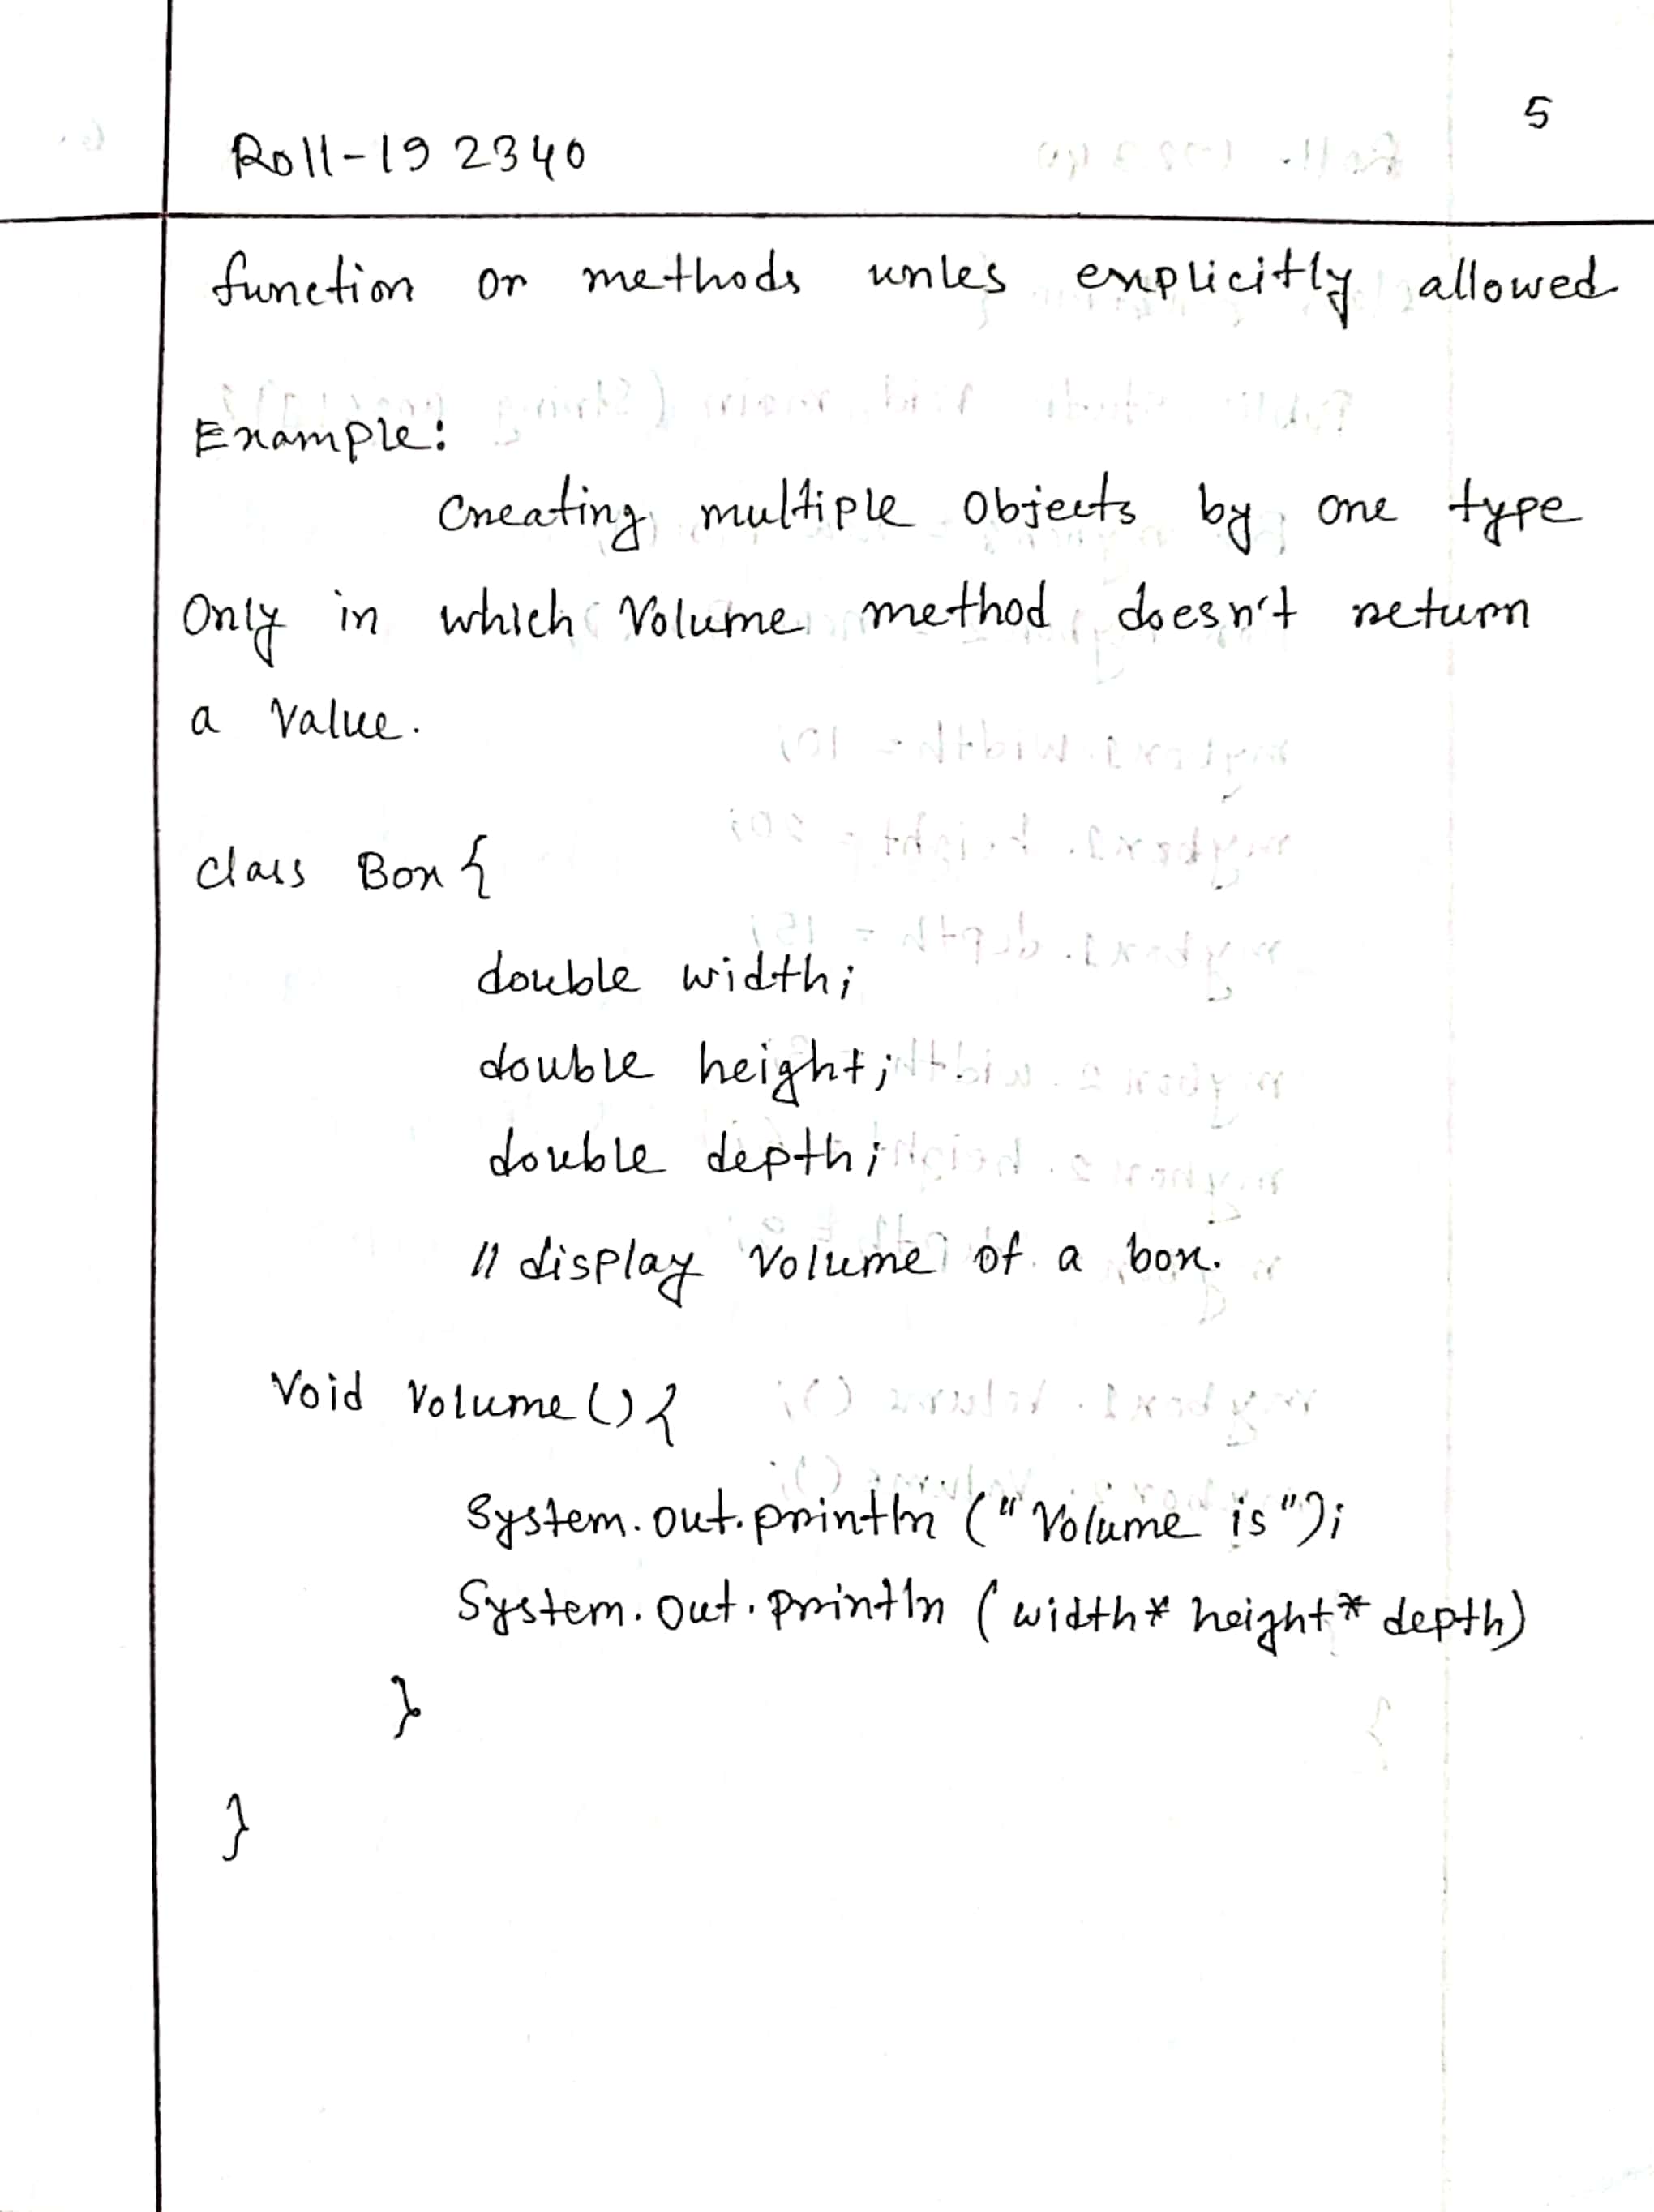 5
Roll-192340
function or methods unles explicitly allowed
Example:
Creating multiple Objects by one type
Only in which Volume method doesn't return
a Value.
class Box {
double width;
double height;
double depth;
// display Volume of a box.
Void Volume () {
System.out.println ("Volume is");
System.out.println (width * height * depth)
}
}